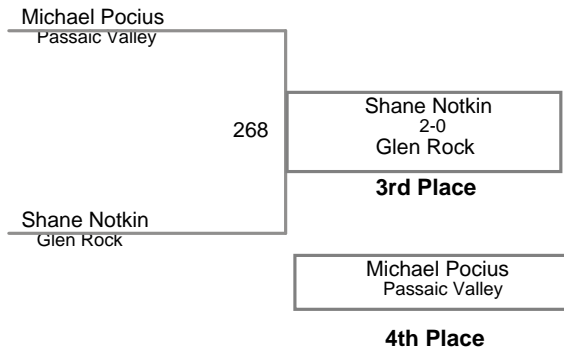 Michael Pocius
Passaic Valley
268
Shane Notkin
2-0
Glen Rock
3rd Place
Shane Notkin
Glen Rock
Michael Pocius
Passaic Valley
4th Place